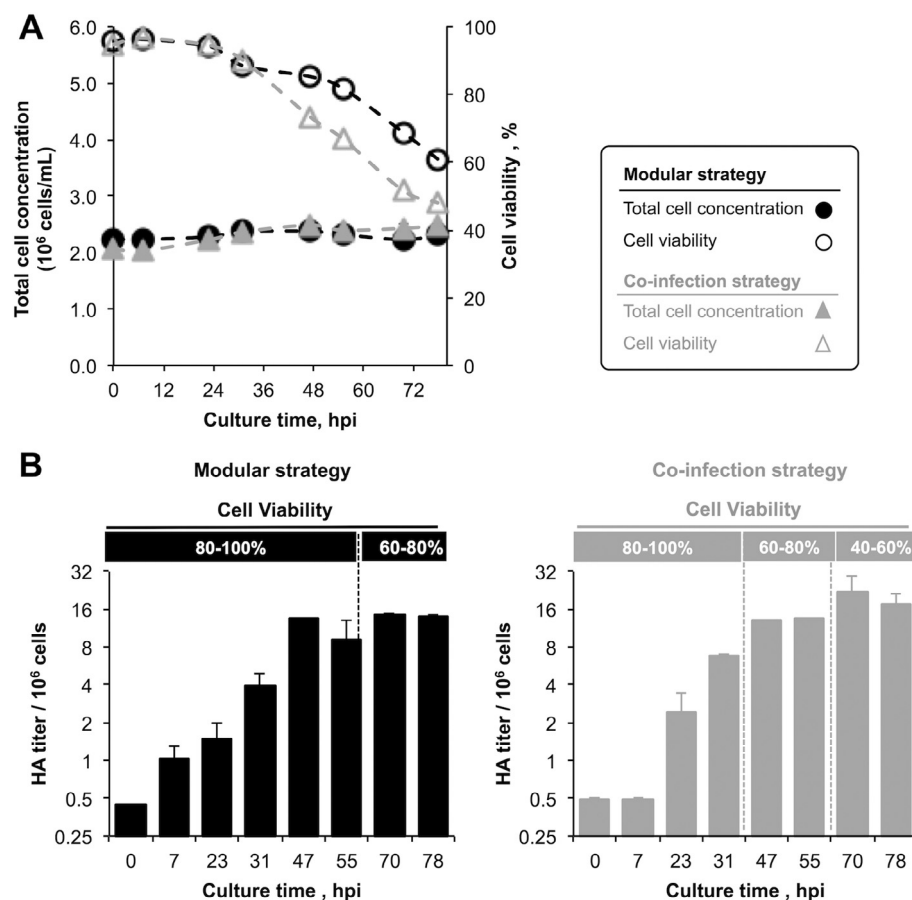 A
6.0
5.0
4.0
3.0
2.0
1.0
0.0
Total cell concentration
(10⁶ cells/mL)
100
80
60
40
20
0
Cell viability , %
0 12 24 36 48 60 72
Culture time, hpi
Modular strategy
Total cell concentration
Cell viability
Co-infection strategy
Total cell concentration
Cell viability
B
Modular strategy
Cell Viability
80-100% 60-80%
32
16
8
4
2
1
0.5
0.25
HA titer / 10⁶ cells
0 7 23 31 47 55 70 78
Culture time , hpi
Co-infection strategy
Cell Viability
80-100% 60-80% 40-60%
32
16
8
4
2
1
0.5
0.25
HA titer / 10⁶ cells
0 7 23 31 47 55 70 78
Culture time , hpi